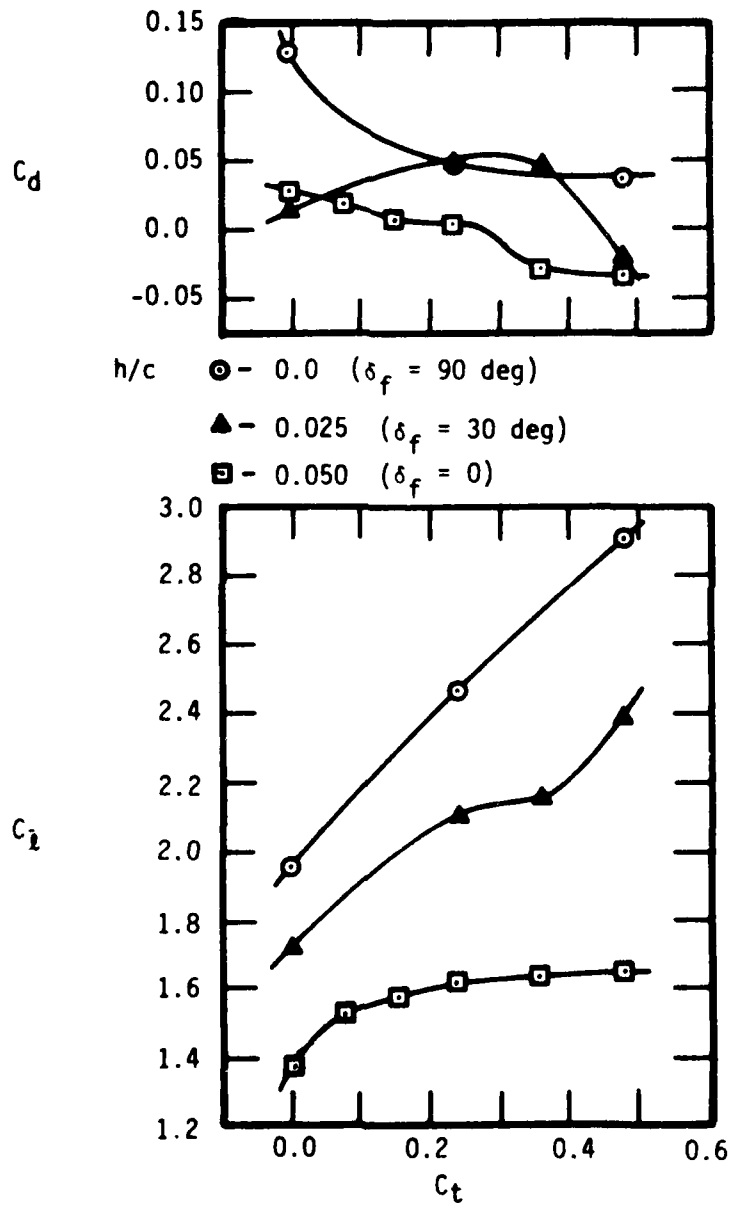 0.15
0.10
C_d
0.05
0.0
-0.05
h/c
⊙ - 0.0 (δ_f = 90 deg)
▲ - 0.025 (δ_f = 30 deg)
⊡ - 0.050 (δ_f = 0)
3.0
2.8
2.6
2.4
2.2
C_ℓ
2.0
1.8
1.6
1.4
1.2
0.0 0.2 0.4 0.6
C_t